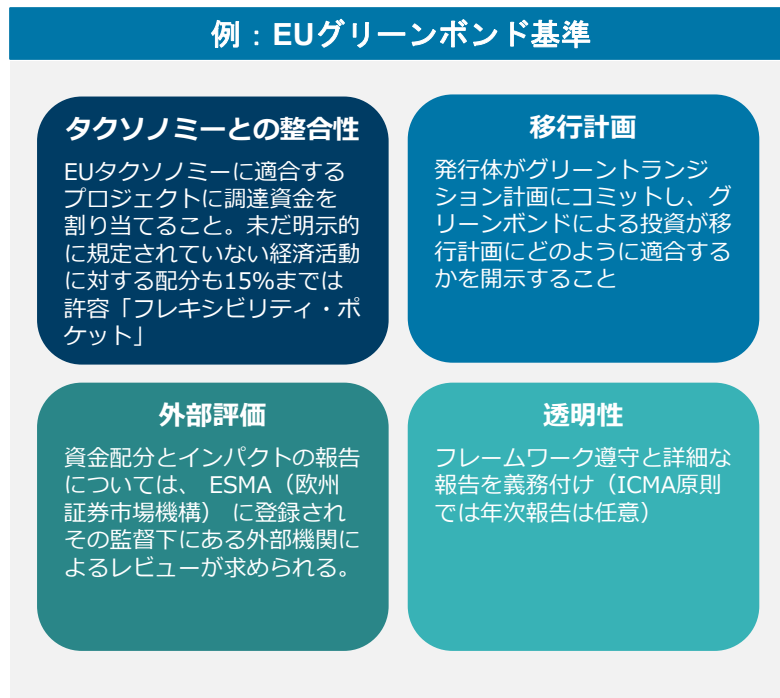 例：EUグリーンボンド基準
タクソノミーとの整合性
EUタクソノミーに適合する
プロジェクトに調達資金を
割り当てること。未だ明示的
に規定されていない経済活動
に対する配分も15%までは
許容「フレキシビリティ・ポ
ケット」
移行計画
発行体がグリーントランジ
ション計画にコミットし、グ
リーンボンドによる投資が移
行計画にどのように適合する
かを開示すること
外部評価
資金配分とインパクトの報告
については、 ESMA（欧州
証券市場機構） に登録され
その監督下にある外部機関に
よるレビューが求められる。
透明性
フレームワーク遵守と詳細な
報告を義務付け（ICMA原則
では年次報告は任意）